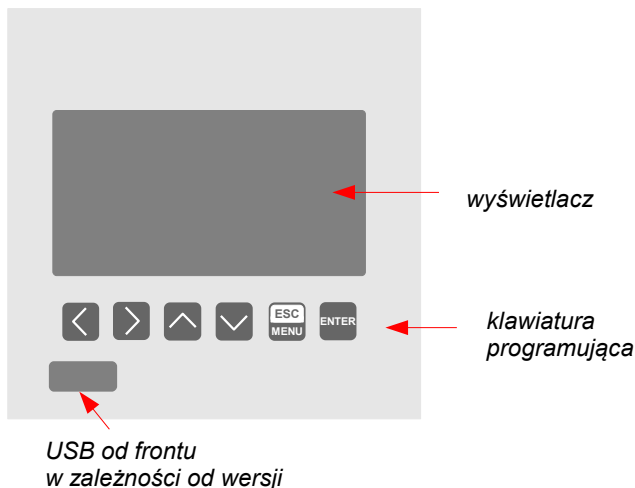 wyświetlacz
ESC
MENU
ENTER
klawiatura
programująca
USB od frontu
w zależności od wersji